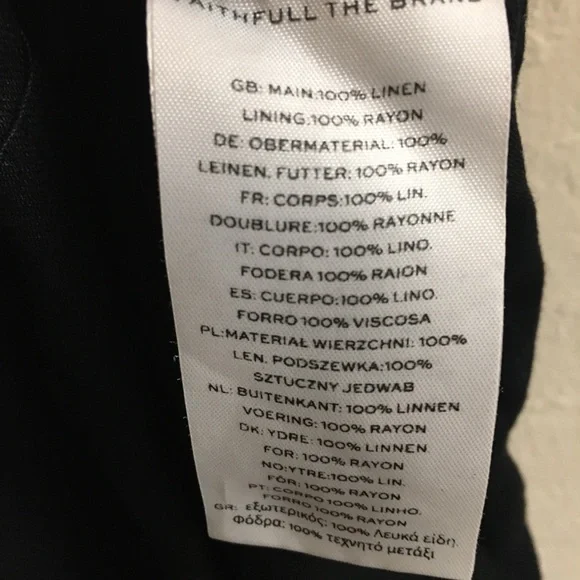 FAITHFULL THE BRAND
GB: MAIN:100% LINEN
LINING:100% RAYON
DE: OBERMATERIAL: 100%
LEINEN. FUTTER: 100% RAYON
FR: CORPS:100% LIN.
DOUBLURE:100% RAYONNE
IT: CORPO: 100% LINO.
FODERA 100% RAION
ES: CUERPO:100% LINO.
FORRO 100% VISCOSA
PL:MATERIAŁ WIERZCHNI: 100%
LEN. PODSZEWKA:100%
SZTUCZNY JEDWAB
NL: BUITENKANT: 100% LINNEN
VOERING: 100% RAYON
DK: YDRE: 100% LINNEN
FOR: 100% RAYON
NO:YTRE:100% LIN.
FÔR: 100% RAYON
PT: CORPO 100% LINHO.
FORRO 100% RAYON
GR: εξωτερικός: 100% Λευκά είδη.
Φόδρα: 100% τεχνητό μετάξι